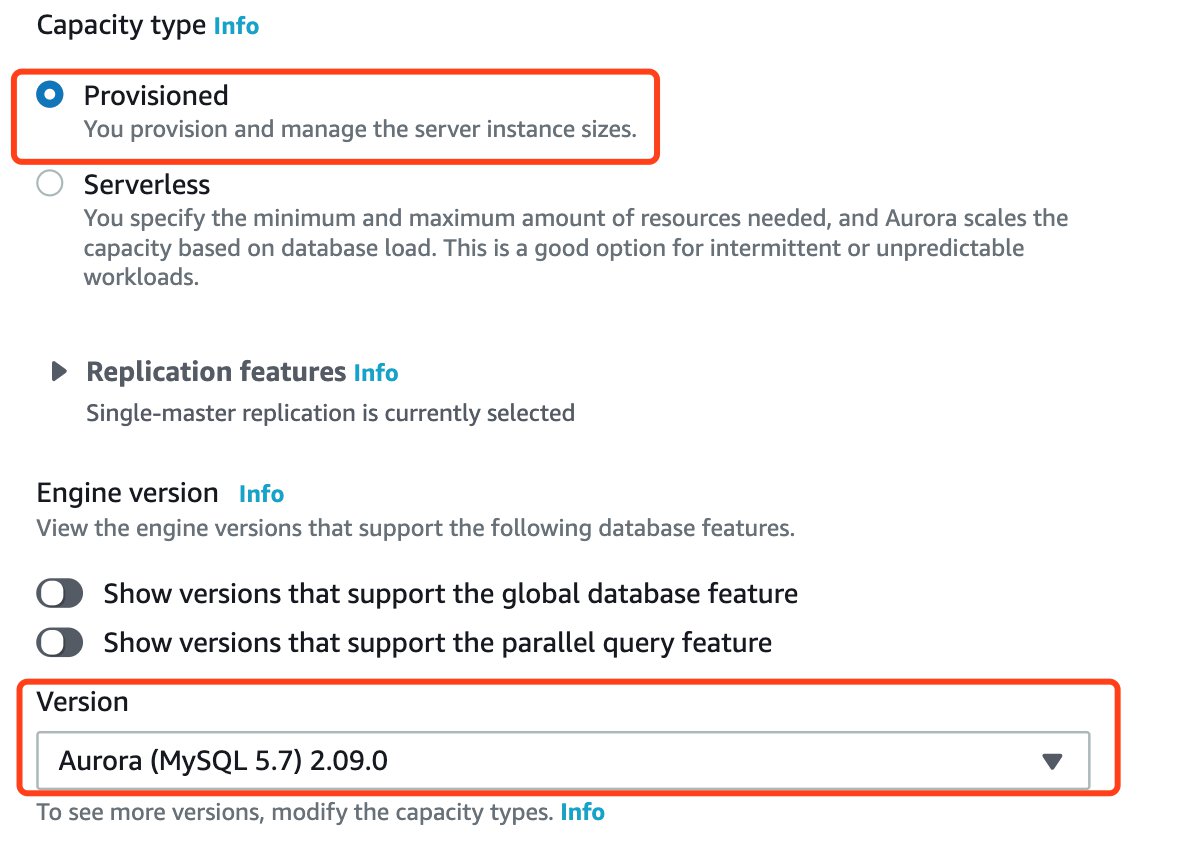 Capacity type Info
Provisioned
You provision and manage the server instance sizes.
Serverless
You specify the minimum and maximum amount of resources needed, and Aurora scales the
capacity based on database load. This is a good option for intermittent or unpredictable
workloads.
Replication features Info
Single-master replication is currently selected
Engine version Info
View the engine versions that support the following database features.
Show versions that support the global database feature
Show versions that support the parallel query feature
Version
Aurora (MySQL 5.7) 2.09.0
To see more versions, modify the capacity types. Info